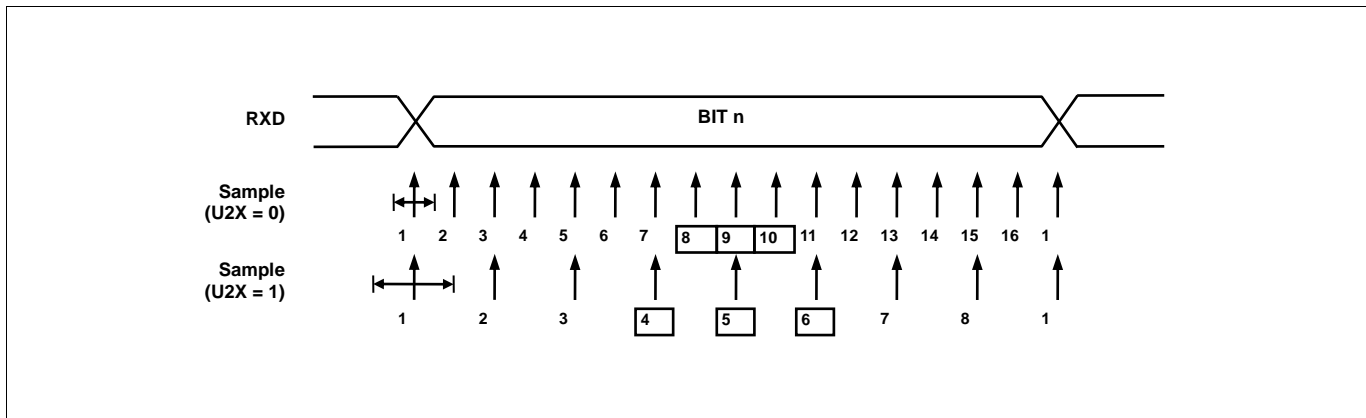 RXD
BIT n
Sample
(U2X = 0)
1 2 3 4 5 6 7 8 9 10 11 12 13 14 15 16 1
Sample
(U2X = 1)
1 2 3 4 5 6 7 8 1